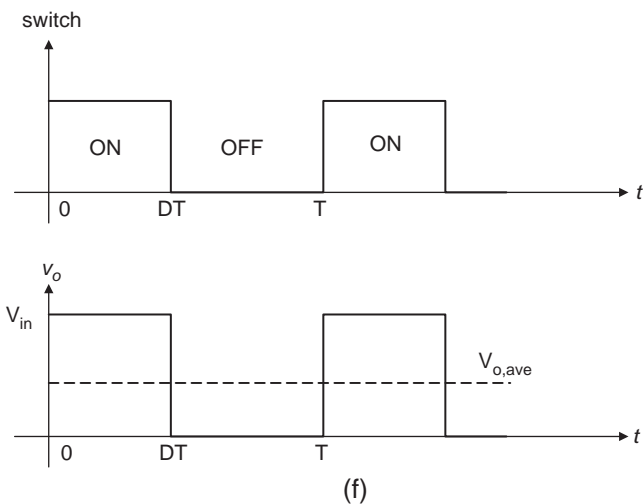 switch
ON OFF ON
0 DT T t
v_o
V_in
V_o,ave
0 DT T t
(f)